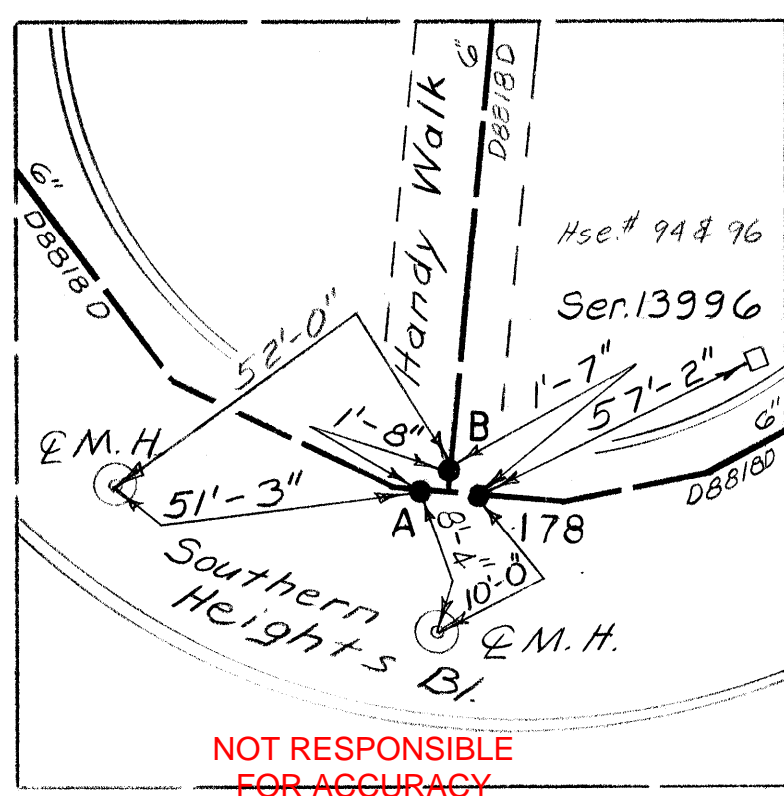 6"
D8818D
Handy Walk
6"
D8818D
Hse.# 94 & 96
Ser.13996
52'-0"
1'-7"
57'-2"
1'-8"
B
6"
D8818D
℄ M.H.
51'-3"
A
178
8'-4"
10'-0"
Southern
Heights Bl.
℄ M.H.
NOT RESPONSIBLE
FOR ACCURACY